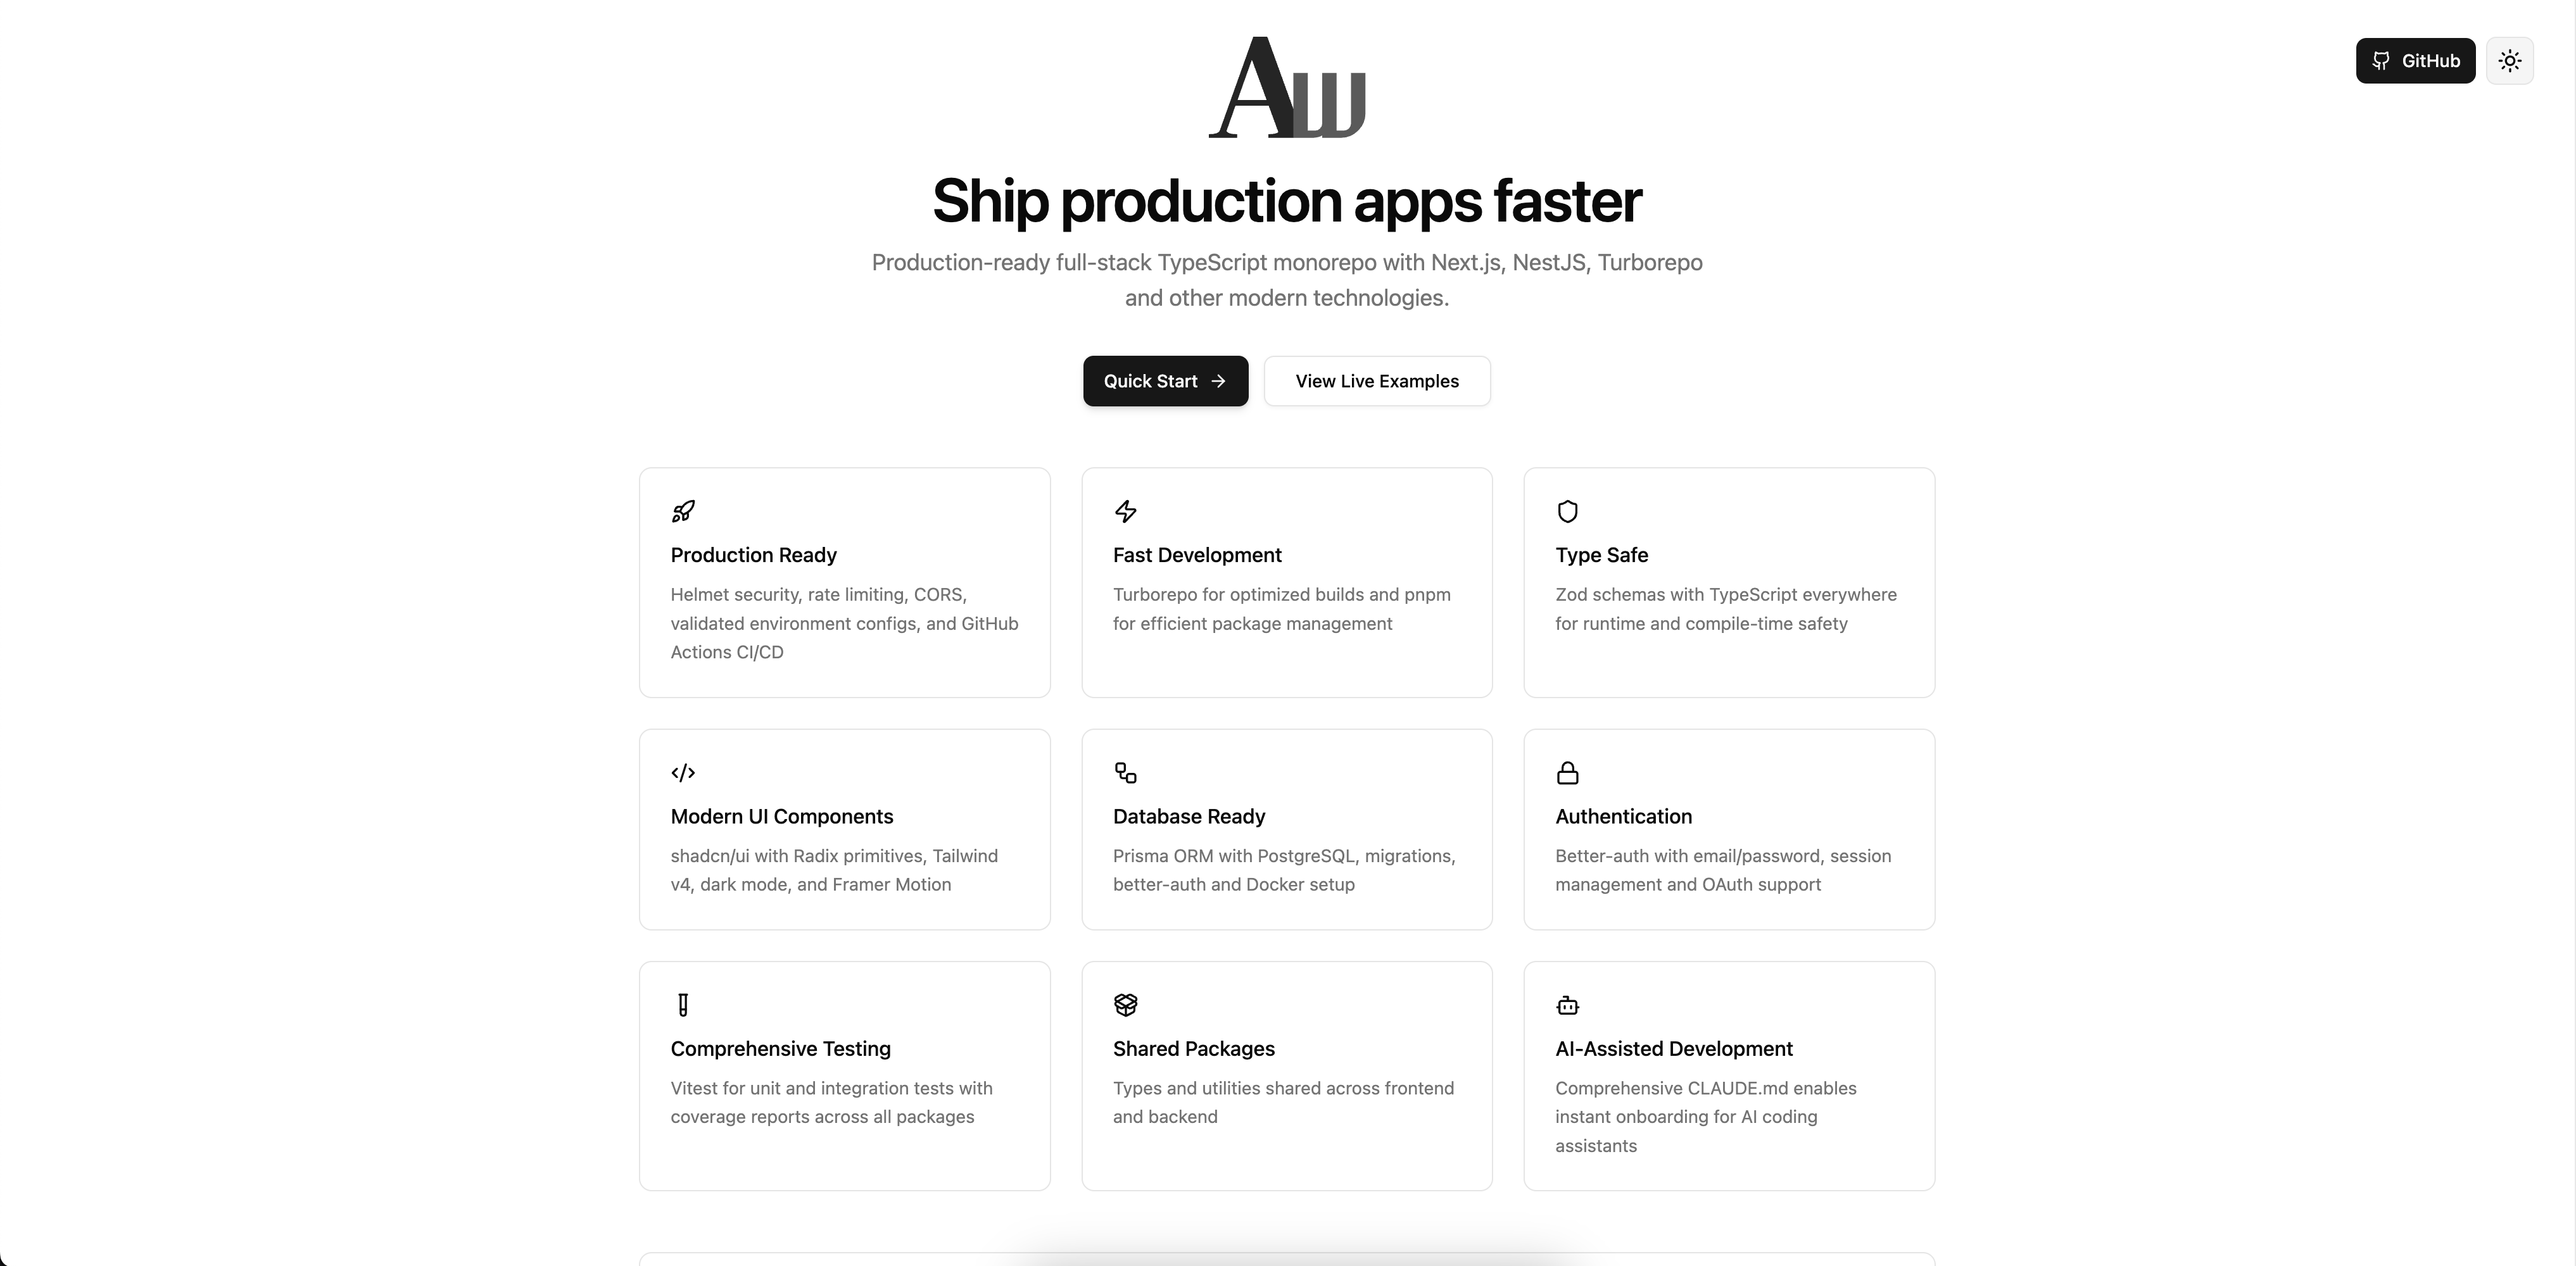 AW
GitHub
Ship production apps faster
Production-ready full-stack TypeScript monorepo with Next.js, NestJS, Turborepo
and other modern technologies.
Quick Start
View Live Examples
Production Ready
Helmet security, rate limiting, CORS,
validated environment configs, and GitHub
Actions CI/CD
Fast Development
Turborepo for optimized builds and pnpm
for efficient package management
Type Safe
Zod schemas with TypeScript everywhere
for runtime and compile-time safety
Modern UI Components
shadcn/ui with Radix primitives, Tailwind
v4, dark mode, and Framer Motion
Database Ready
Prisma ORM with PostgreSQL, migrations,
better-auth and Docker setup
Authentication
Better-auth with email/password, session
management and OAuth support
Comprehensive Testing
Vitest for unit and integration tests with
coverage reports across all packages
Shared Packages
Types and utilities shared across frontend
and backend
AI-Assisted Development
Comprehensive CLAUDE.md enables
instant onboarding for AI coding
assistants